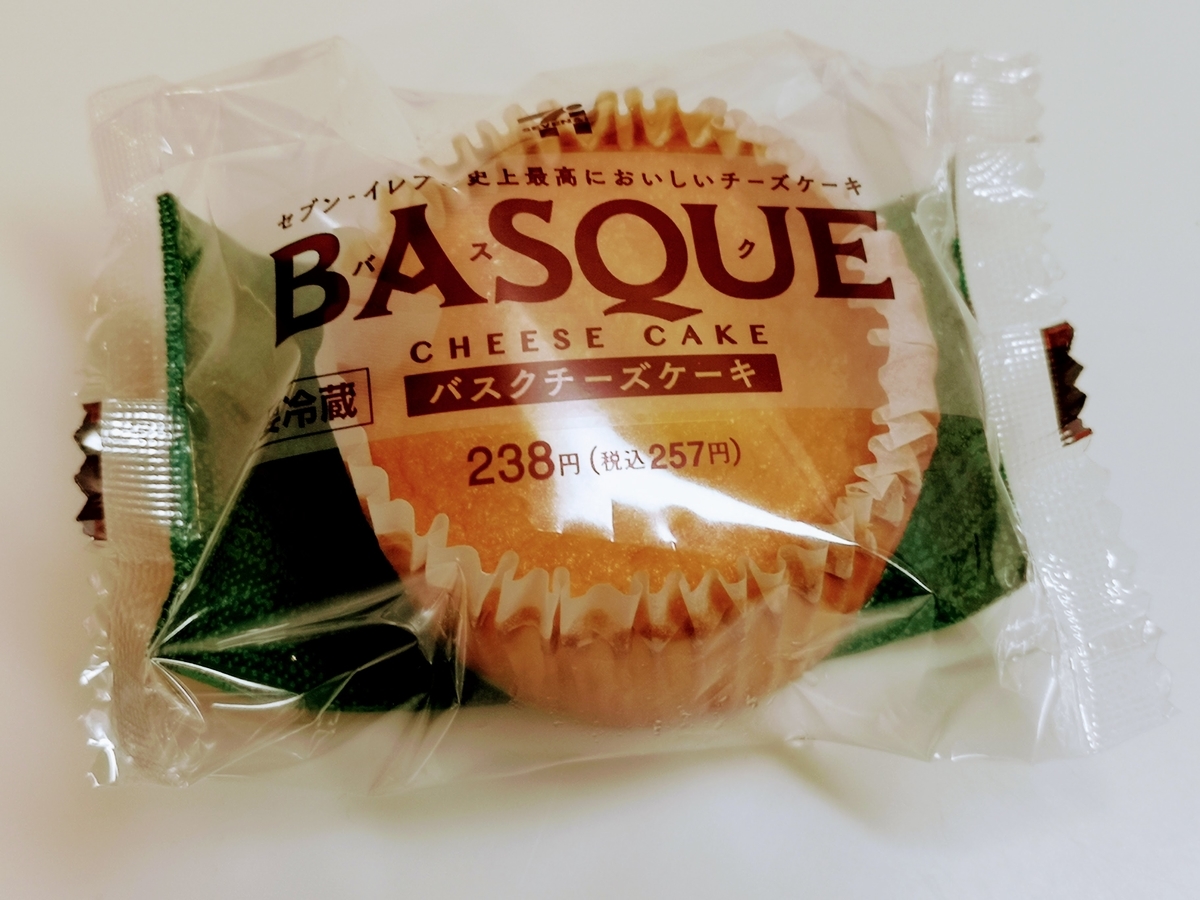 セブン-イレブン史上最高においしいチーズケーキ
BASQUE
バスク
CHEESE CAKE
バスクチーズケーキ
要冷蔵
238円(税込257円)